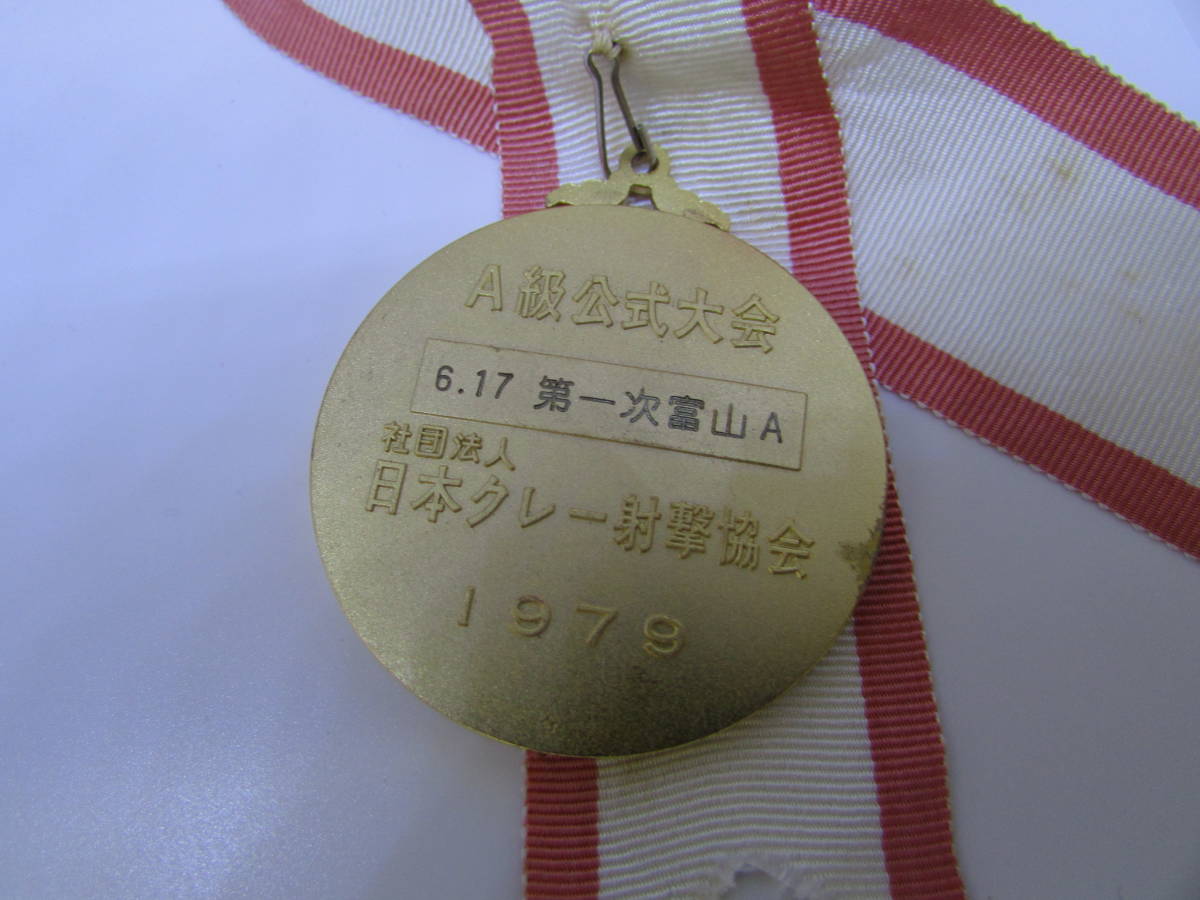 A級公式大会
6.17 第一次富山A
社団法人
日本クレー射撃協会
1979